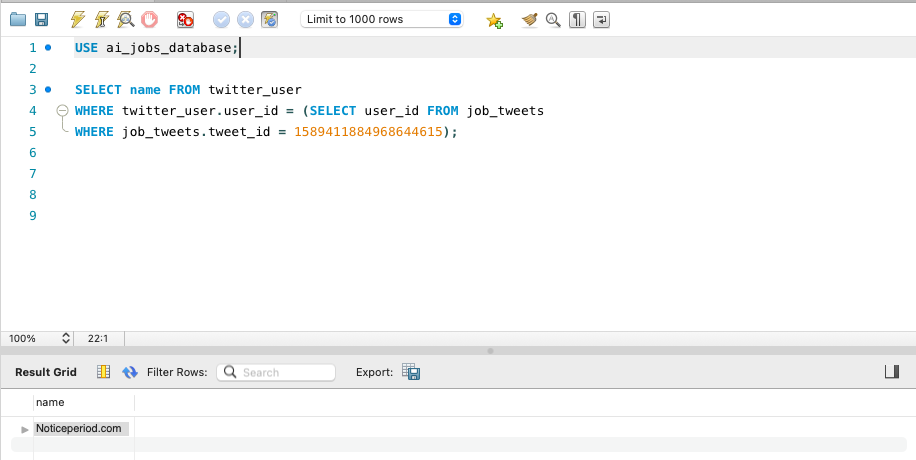 Limit to 1000 rows
1 USE ai_jobs_database;
2
3 SELECT name FROM twitter_user
4 WHERE twitter_user.user_id = (SELECT user_id FROM job_tweets
5 WHERE job_tweets.tweet_id = 1589411884968644615);
6
7
8
9
100% 22:1
Result Grid Filter Rows: Search Export:
name
Noticeperiod.com